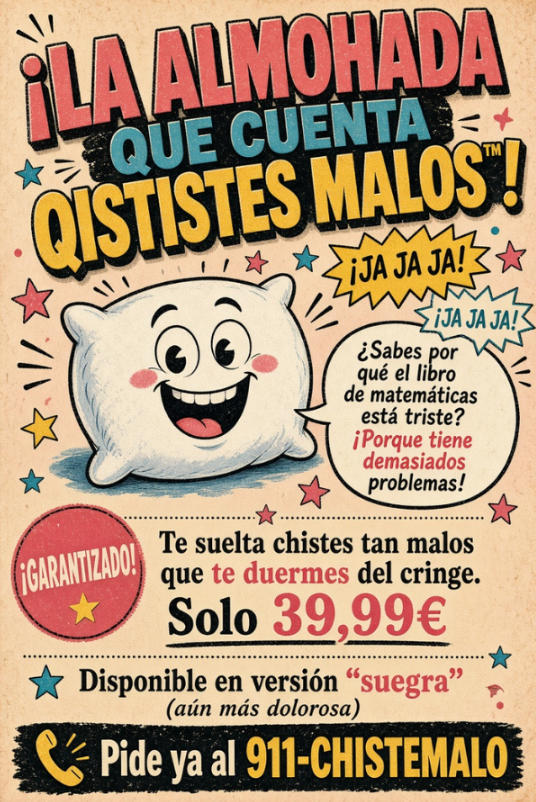 ¡LA ALMOHADA
QUE CUENTA
QISTISTES MALOS™!
¡JA JA JA!
¡JA JA JA!
¿Sabes por
qué el libro
de matemáticas
está triste?
¡Porque tiene
demasiados
problemas!
¡GARANTIZADO!
Te suelta chistes tan malos
que te duermes del cringe.
Solo 39,99€
Disponible en versión “suegra”
(aún más dolorosa)
Pide ya al 911-CHISTEMALO